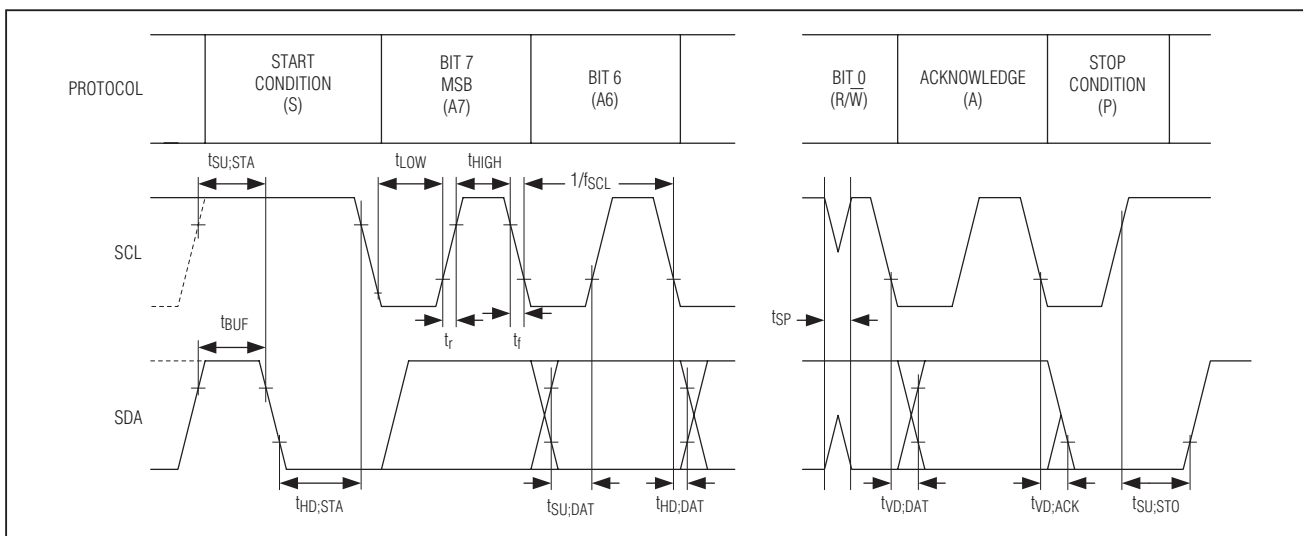 PROTOCOL
START
CONDITION
(S)
BIT 7
MSB
(A7)
BIT 6
(A6)
BIT 0
(R/W̅)
ACKNOWLEDGE
(A)
STOP
CONDITION
(P)
tSU;STA
tLOW
tHIGH
1/fSCL
SCL
tBUF
tr
tf
tSP
SDA
tHD;STA
tSU;DAT
tHD;DAT
tVD;DAT
tVD;ACK
tSU;STO